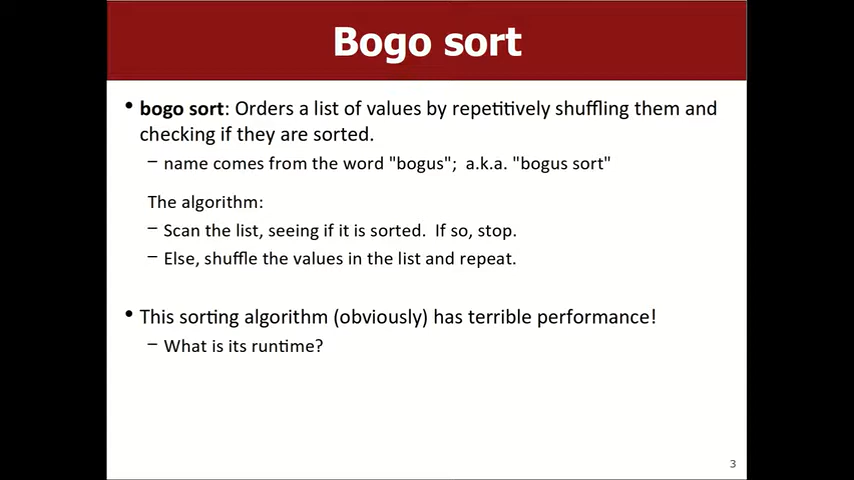 Bogo sort
• bogo sort: Orders a list of values by repetitively shuffling them and
checking if they are sorted.
– name comes from the word "bogus"; a.k.a. "bogus sort"
The algorithm:
– Scan the list, seeing if it is sorted. If so, stop.
– Else, shuffle the values in the list and repeat.
• This sorting algorithm (obviously) has terrible performance!
– What is its runtime?
3